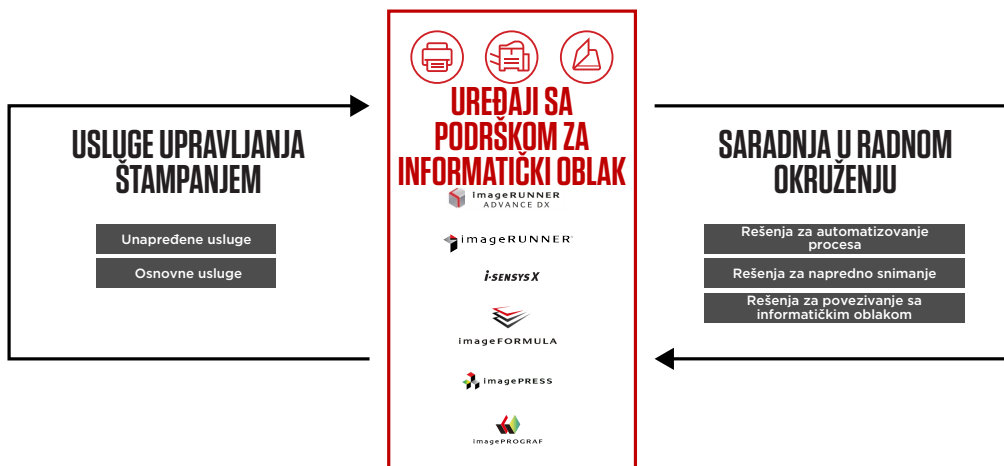 USLUGE UPRAVLJANJA
ŠTAMPANJEM
Unapređene usluge
Osnovne usluge
UREĐAJI SA
PODRŠKOM ZA
INFORMATIČKI OBLAK
imageRUNNER
ADVANCE DX
imageRUNNER
i-SENSYS X
imageFORMULA
imagePRESS
imagePROGRAF
SARADNJA U RADNOM
OKRUŽENJU
Rešenja za automatizovanje
procesa
Rešenja za napredno snimanje
Rešenja za povezivanje sa
informatičkim oblakom